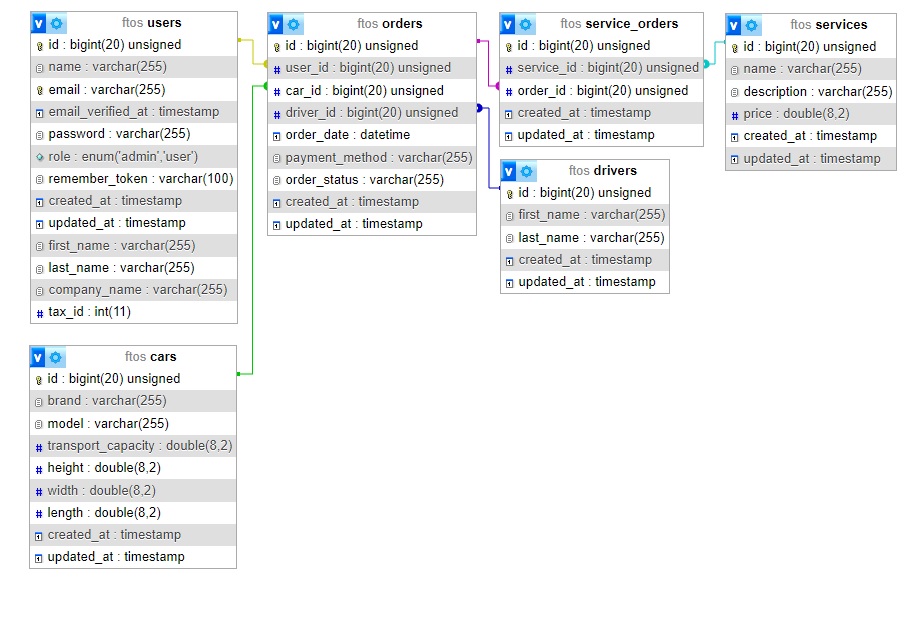 v ftos users
id : bigint(20) unsigned
name : varchar(255)
email : varchar(255)
email_verified_at : timestamp
password : varchar(255)
role : enum('admin','user')
remember_token : varchar(100)
created_at : timestamp
updated_at : timestamp
first_name : varchar(255)
last_name : varchar(255)
company_name : varchar(255)
# tax_id : int(11)
v ftos orders
id : bigint(20) unsigned
# user_id : bigint(20) unsigned
# car_id : bigint(20) unsigned
# driver_id : bigint(20) unsigned
order_date : datetime
payment_method : varchar(255)
order_status : varchar(255)
created_at : timestamp
updated_at : timestamp
v ftos service_orders
id : bigint(20) unsigned
# service_id : bigint(20) unsigned
# order_id : bigint(20) unsigned
created_at : timestamp
updated_at : timestamp
v ftos services
id : bigint(20) unsigned
name : varchar(255)
description : varchar(255)
# price : double(8,2)
created_at : timestamp
updated_at : timestamp
v ftos drivers
id : bigint(20) unsigned
first_name : varchar(255)
last_name : varchar(255)
created_at : timestamp
updated_at : timestamp
v ftos cars
id : bigint(20) unsigned
brand : varchar(255)
model : varchar(255)
# transport_capacity : double(8,2)
# height : double(8,2)
# width : double(8,2)
# length : double(8,2)
created_at : timestamp
updated_at : timestamp